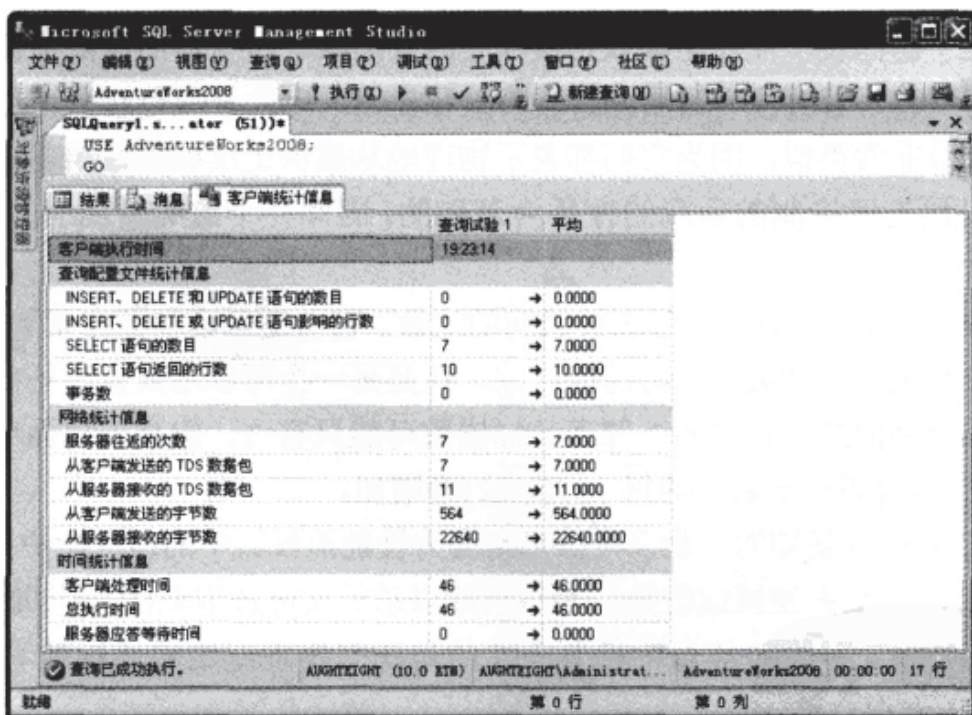 Microsoft SQL Server Management Studio
文件(F) 编辑(E) 视图(V) 查询(Q) 项目(P) 调试(D) 工具(T) 窗口(W) 社区(C) 帮助(H)
AdventureWorks2008 执行(X) 新建查询(N)
SQLQuery1.s...ator (51))*
USE AdventureWorks2008;
GO
结果 消息 客户端统计信息
查询试验 1 平均
客户端执行时间 19:23:14
查询配置文件统计信息
INSERT、DELETE 和 UPDATE 语句的数目 0 → 0.0000
INSERT、DELETE 或 UPDATE 语句影响的行数 0 → 0.0000
SELECT 语句的数目 7 → 7.0000
SELECT 语句返回的行数 10 → 10.0000
事务数 0 → 0.0000
网络统计信息
服务器往返的次数 7 → 7.0000
从客户端发送的 TDS 数据包 7 → 7.0000
从服务器接收的 TDS 数据包 11 → 11.0000
从客户端发送的字节数 564 → 564.0000
从服务器接收的字节数 22640 → 22640.0000
时间统计信息
客户端处理时间 46 → 46.0000
总执行时间 46 → 46.0000
服务器应答等待时间 0 → 0.0000
查询已成功执行。 AUGHTEIGHT (10.0 RTM) AUGHTEIGHT\Administrat... AdventureWorks2008 00:00:00 17 行
就绪 第 0 行 第 0 列